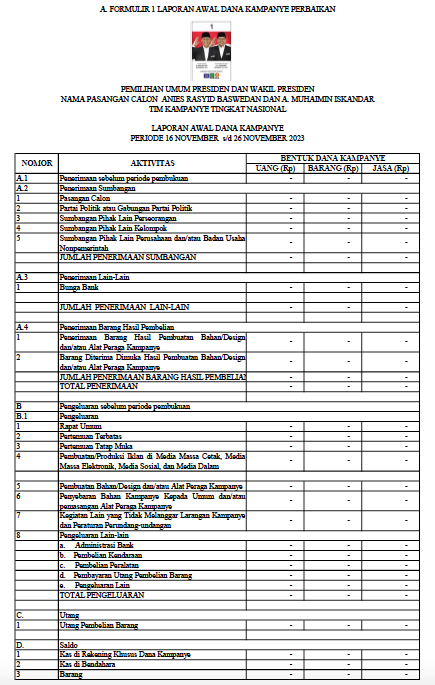 A. FORMULIR 1 LAPORAN AWAL DANA KAMPANYE PERBAIKAN
1
PEMILIHAN UMUM PRESIDEN DAN WAKIL PRESIDEN
NAMA PASANGAN CALON ANIES RASYID BASWEDAN DAN A. MUHAIMIN ISKANDAR
TIM KAMPANYE TINGKAT NASIONAL
LAPORAN AWAL DANA KAMPANYE
PERIODE 16 NOVEMBER s/d 26 NOVEMBER 2023
NOMOR AKTIVITAS BENTUK DANA KAMPANYE
UANG (Rp) BARANG (Rp) JASA (Rp)
A.1 Penerimaan sebelum periode pembukuan - - -
A.2 Penerimaan Sumbangan
1 Pasangan Calon - - -
2 Partai Politik atau Gabungan Partai Politik - - -
3 Sumbangan Pihak Lain Perseorangan - - -
4 Sumbangan Pihak Lain Kelompok - - -
5 Sumbangan Pihak Lain Perusahaan dan/atau Badan Usaha - - -
Nonpemerintah
JUMLAH PENERIMAAN SUMBANGAN - - -
A.3 Penerimaan Lain-Lain
1 Bunga Bank - - -
JUMLAH PENERIMAAN LAIN-LAIN - - -
A.4 Penerimaan Barang Hasil Pembelian
1 Penerimaan Barang Hasil Pembuatan Bahan/Design - - -
dan/atau Alat Peraga Kampanye
2 Barang Diterima Dimuka Hasil Pembuatan Bahan/Design - - -
dan/atau Alat Peraga Kampanye
JUMLAH PENERIMAAN BARANG HASIL PEMBELIAN - - -
TOTAL PENERIMAAN - - -
B Pengeluaran sebelum periode pembukuan
B.1 Pengeluaran
1 Rapat Umum - - -
2 Pertemuan Terbatas - - -
3 Pertemuan Tatap Muka - - -
4 Pembuatan/Produksi Iklan di Media Massa Cetak, Media - - -
Massa Elektronik, Media Sosial, dan Media Dalam
5 Pembuatan Bahan/Design dan/atau Alat Peraga Kampanye - - -
6 Penyebaran Bahan Kampanye Kepada Umum dan/atau - - -
pemasangan Alat Peraga Kampanye
7 Kegiatan Lain yang Tidak Melanggar Larangan Kampanye - - -
dan Peraturan Perundang-undangan
8 Pengeluaran Lain-lain
a. Administrasi Bank - - -
b. Pembelian Kendaraan - - -
c. Pembelian Peralatan - - -
d. Pembayaran Utang Pembelian Barang - - -
e. Pengeluaran Lain - - -
TOTAL PENGELUARAN - - -
C. Utang
1 Utang Pembelian Barang - - -
D. Saldo
1 Kas di Rekening Khusus Dana Kampanye - - -
2 Kas di Bendahara - - -
3 Barang - - -